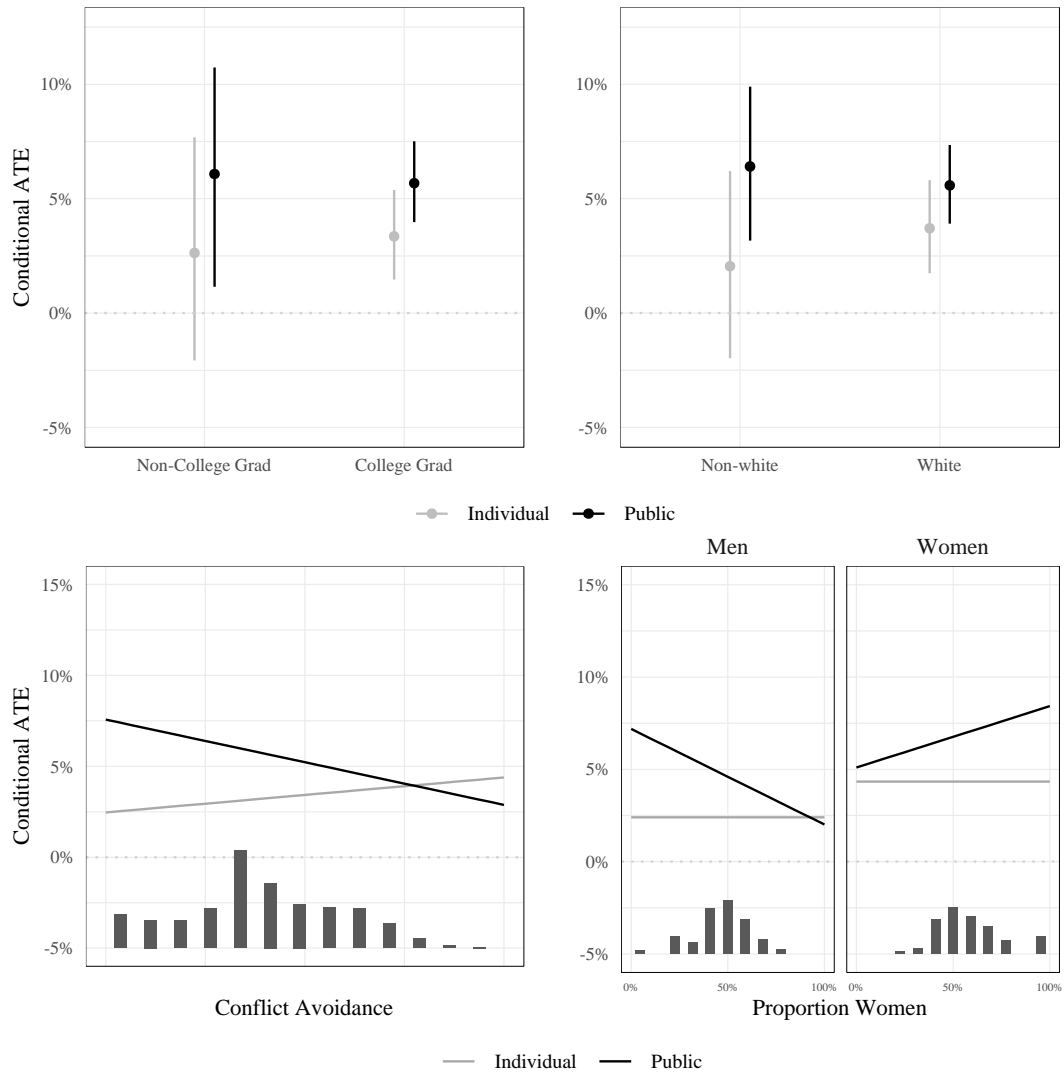 10%
5%
0%
-5%
Conditional ATE
Non-College Grad
College Grad
10%
5%
0%
-5%
Non-white
White
Individual
Public
15%
10%
5%
0%
-5%
Conditional ATE
Conflict Avoidance
Men
Women
15%
10%
5%
0%
-5%
0%
50%
100%
0%
50%
100%
Proportion Women
Individual
Public